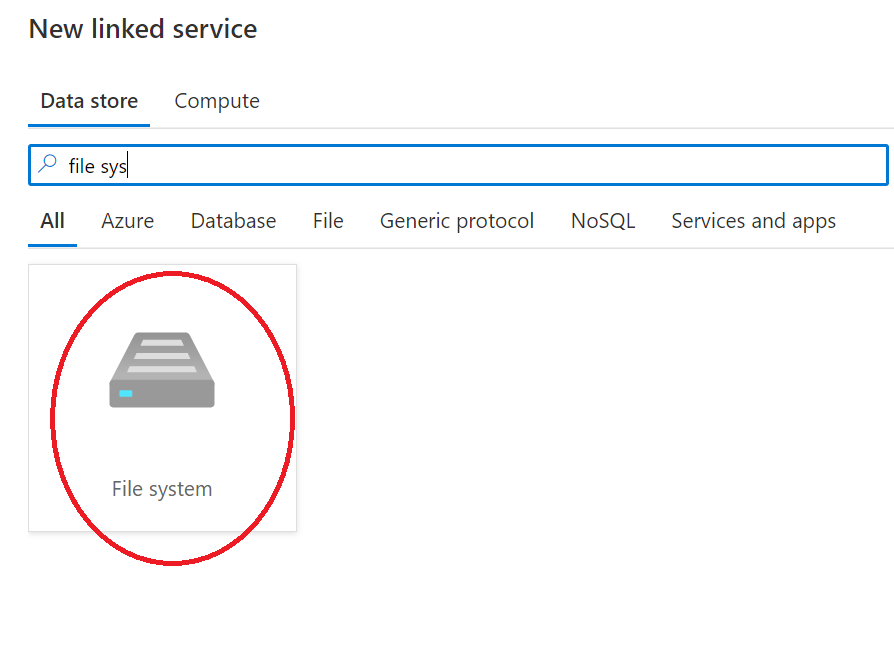 New linked service
Data store Compute
file sys
All Azure Database File Generic protocol NoSQL Services and apps
File system